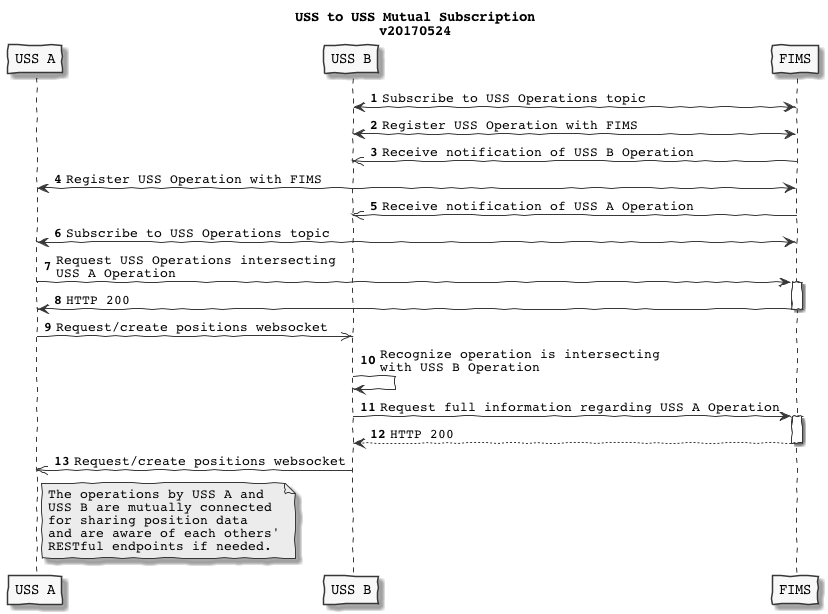 USS to USS Mutual Subscription
v20170524
USS A
USS B
FIMS
1 Subscribe to USS Operations topic
2 Register USS Operation with FIMS
3 Receive notification of USS B Operation
4 Register USS Operation with FIMS
5 Receive notification of USS A Operation
6 Subscribe to USS Operations topic
7 Request USS Operations intersecting
USS A Operation
8 HTTP 200
9 Request/create positions websocket
10 Recognize operation is intersecting
with USS B Operation
11 Request full information regarding USS A Operation
12 HTTP 200
13 Request/create positions websocket
The operations by USS A and
USS B are mutually connected
for sharing position data
and are aware of each others'
RESTful endpoints if needed.
USS A
USS B
FIMS